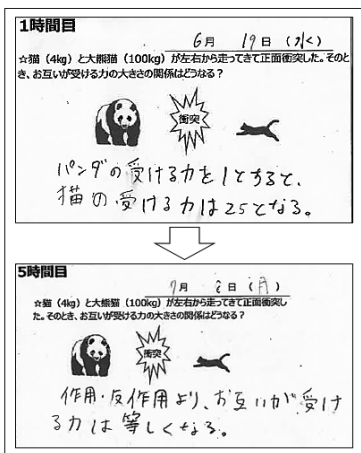 1時間目
6月 19日 (水)
☆猫（4kg）と大熊猫（100kg）が左右から走ってきて正面衝突した。そのと
き、お互いが受ける力の大きさの関係はどうなる？
衝突
パンダの受ける力を1とすると、
猫の受ける力は25となる。
5時間目
7月 日 (月)
☆猫（4kg）と大熊猫（100kg）が左右から走ってきて正面衝突し
た。そのとき、お互いが受ける力の大きさの関係はどうなる？
衝突
作用・反作用より、お互いが受け
る力は等しくなる。